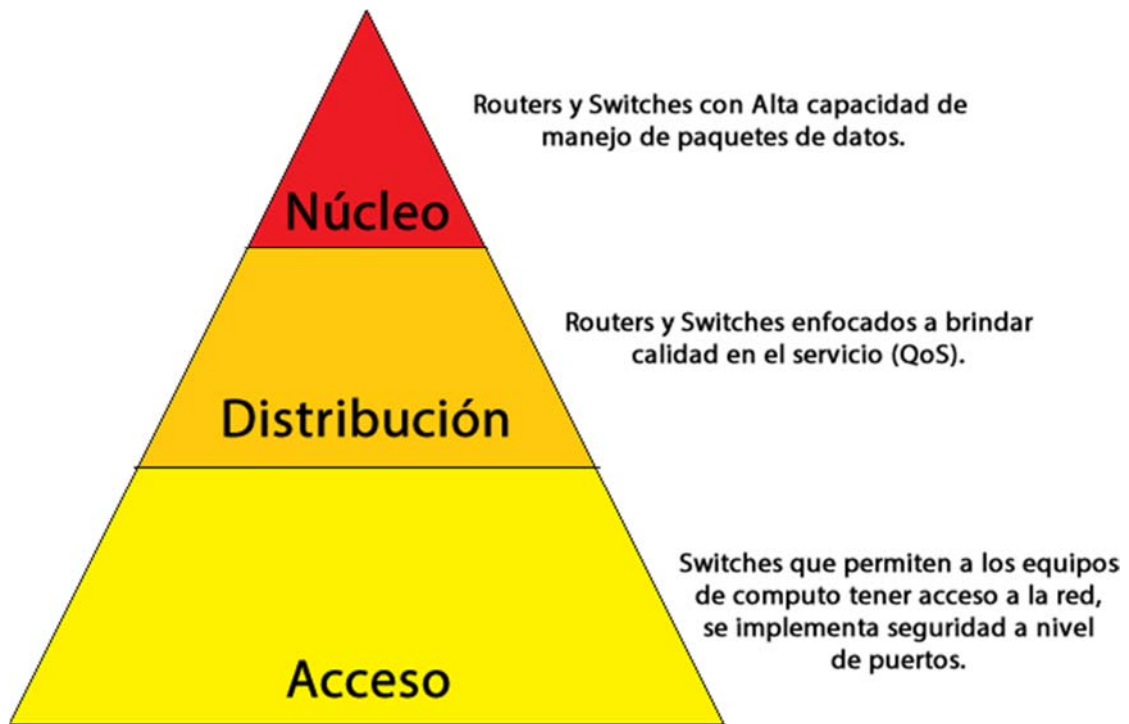 Routers y Switches con Alta capacidad de
manejo de paquetes de datos.
Núcleo
Routers y Switches enfocados a brindar
calidad en el servicio (QoS).
Distribución
Switches que permiten a los equipos
de computo tener acceso a la red,
se implementa seguridad a nivel
de puertos.
Acceso